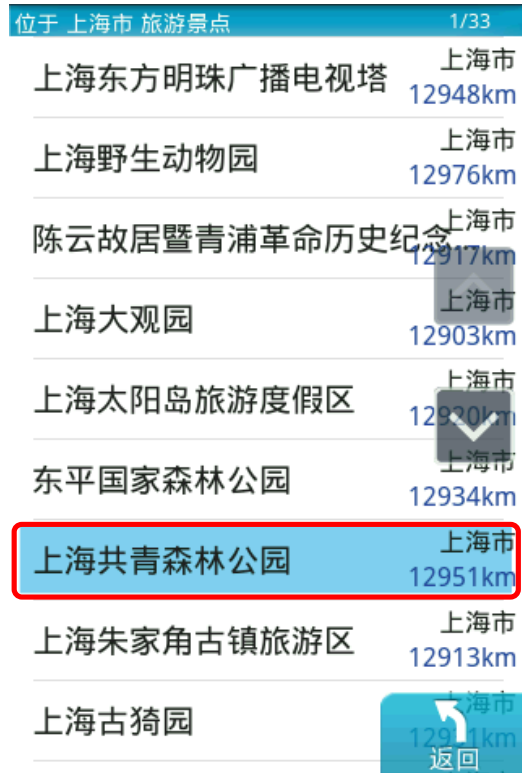 位于 上海市 旅游景点 1/33
上海东方明珠广播电视塔 上海市
12948km
上海野生动物园 上海市
12976km
陈云故居暨青浦革命历史纪念... 上海市
12917km
上海大观园 上海市
12903km
上海太阳岛旅游度假区 上海市
12920km
东平国家森林公园 上海市
12934km
上海共青森林公园 上海市
12951km
上海朱家角古镇旅游区 上海市
12913km
上海古猗园 上海市
返回